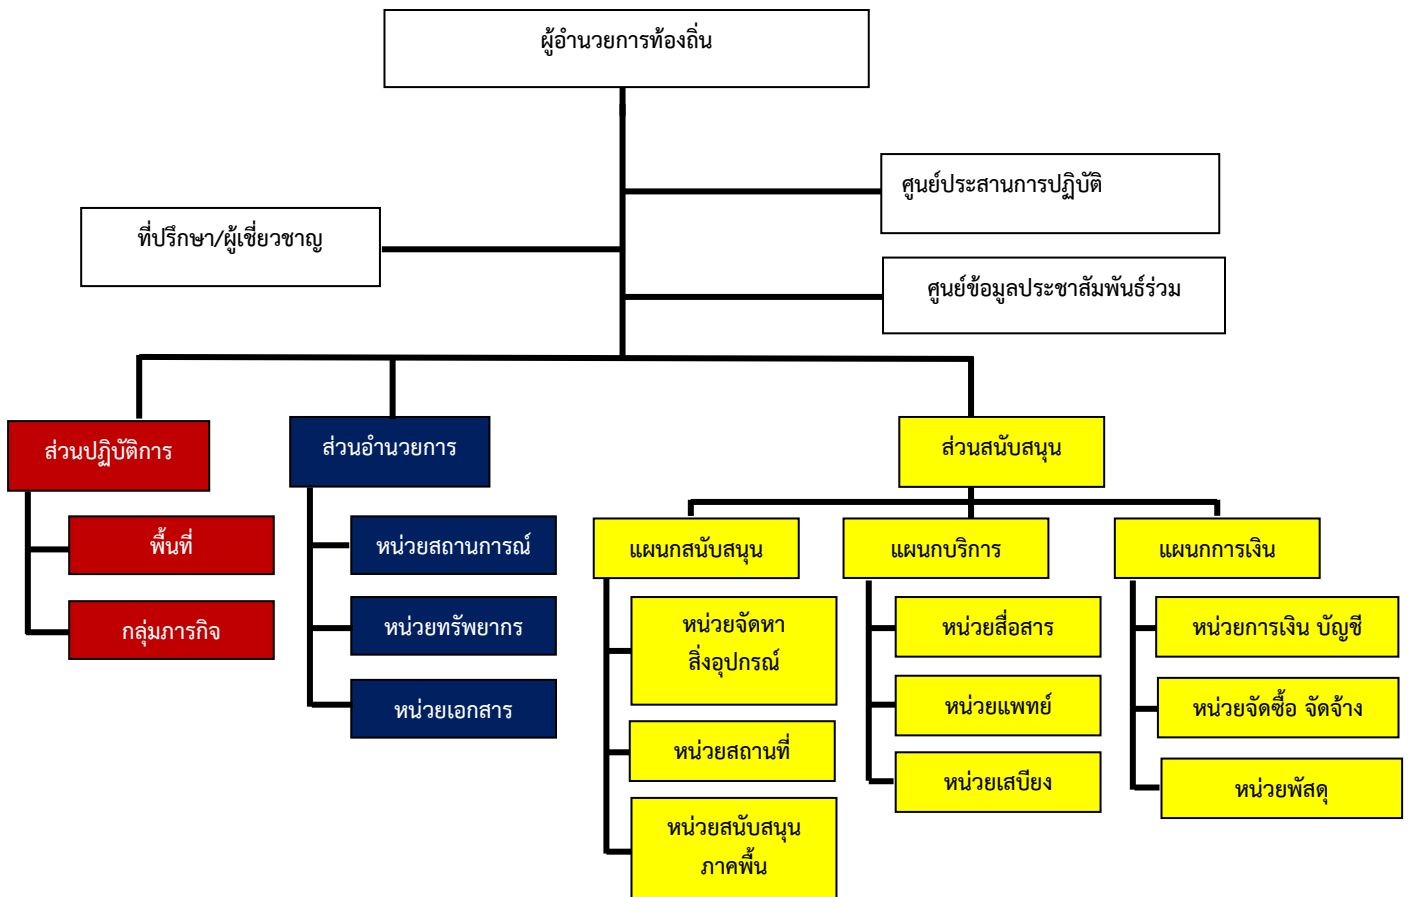 ผู้อำนวยการท้องถิ่น
ศูนย์ประสานการปฏิบัติ
ที่ปรึกษา/ผู้เชี่ยวชาญ
ศูนย์ข้อมูลประชาสัมพันธ์ร่วม
ส่วนปฏิบัติการ
พื้นที่
กลุ่มภารกิจ
ส่วนอำนวยการ
หน่วยสถานการณ์
หน่วยทรัพยากร
หน่วยเอกสาร
ส่วนสนับสนุน
แผนกสนับสนุน
หน่วยจัดหา
สิ่งอุปกรณ์
หน่วยสถานที่
หน่วยสนับสนุน
ภาคพื้น
แผนกบริการ
หน่วยสื่อสาร
หน่วยแพทย์
หน่วยเสบียง
แผนกการเงิน
หน่วยการเงิน บัญชี
หน่วยจัดซื้อ จัดจ้าง
หน่วยพัสดุ